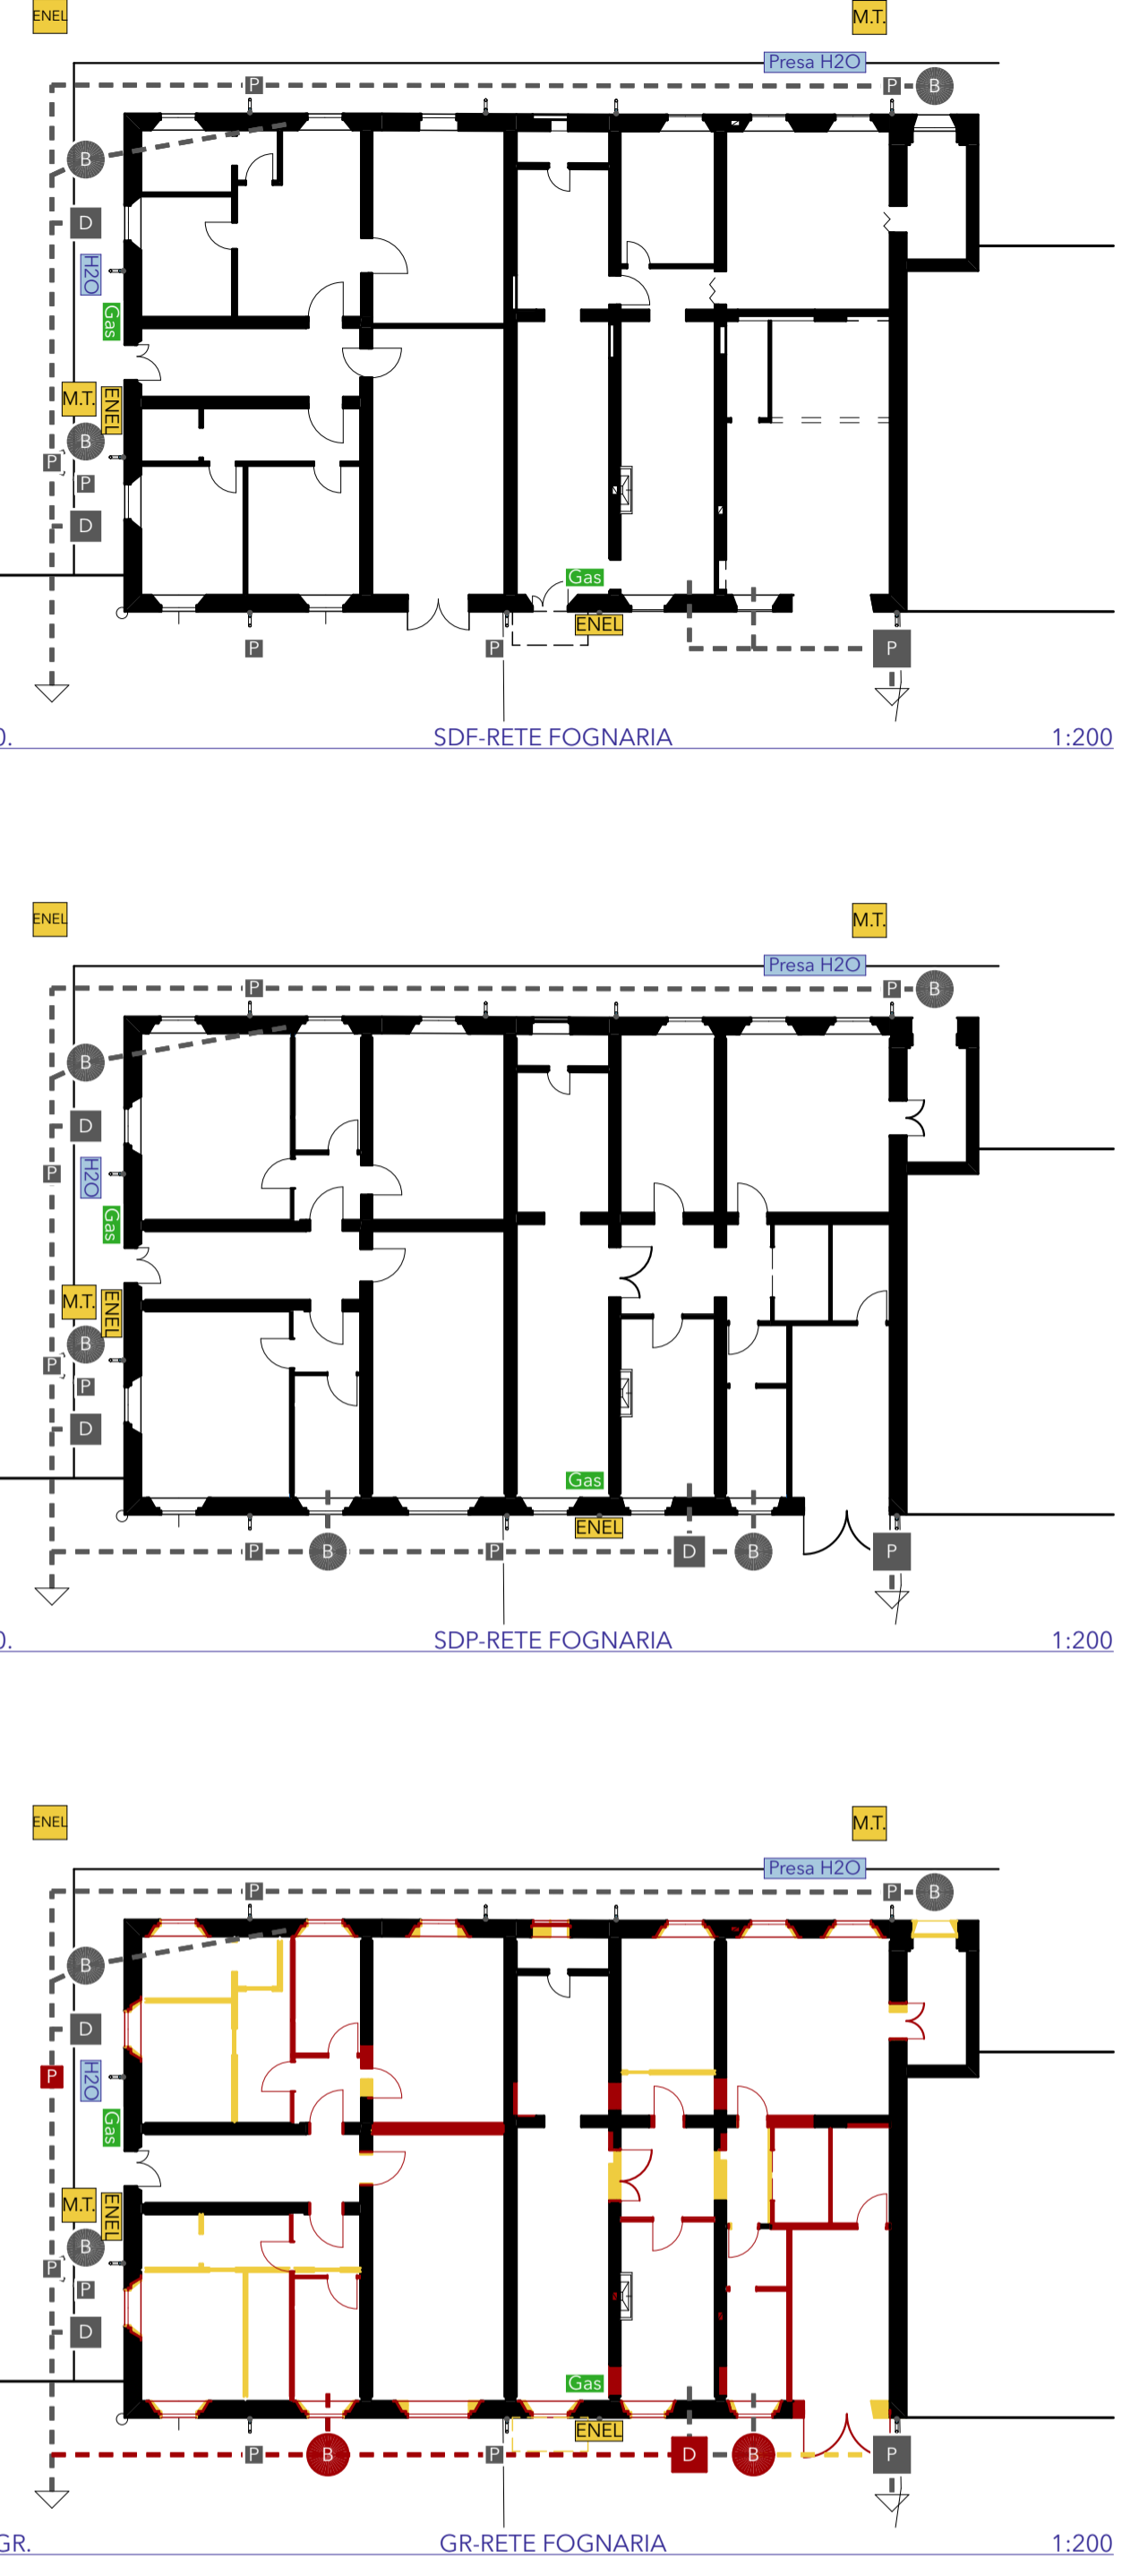 ENEL M.T.
Presa H2O
P P B
B
D
H2O
Gas
M.T. ENEL
B
P
P
D
Gas
ENEL
P P P
0. SDF-RETE FOGNARIA 1:200
ENEL M.T.
Presa H2O
P P B
B
D
P H2O
Gas
M.T. ENEL
B
P
P
D
Gas
ENEL
P B P D B P
0. SDP-RETE FOGNARIA 1:200
ENEL M.T.
Presa H2O
P P B
B
D
P H2O
Gas
M.T. ENEL
B
P
P
D
Gas
ENEL
P B P D B P
GR. GR-RETE FOGNARIA 1:200